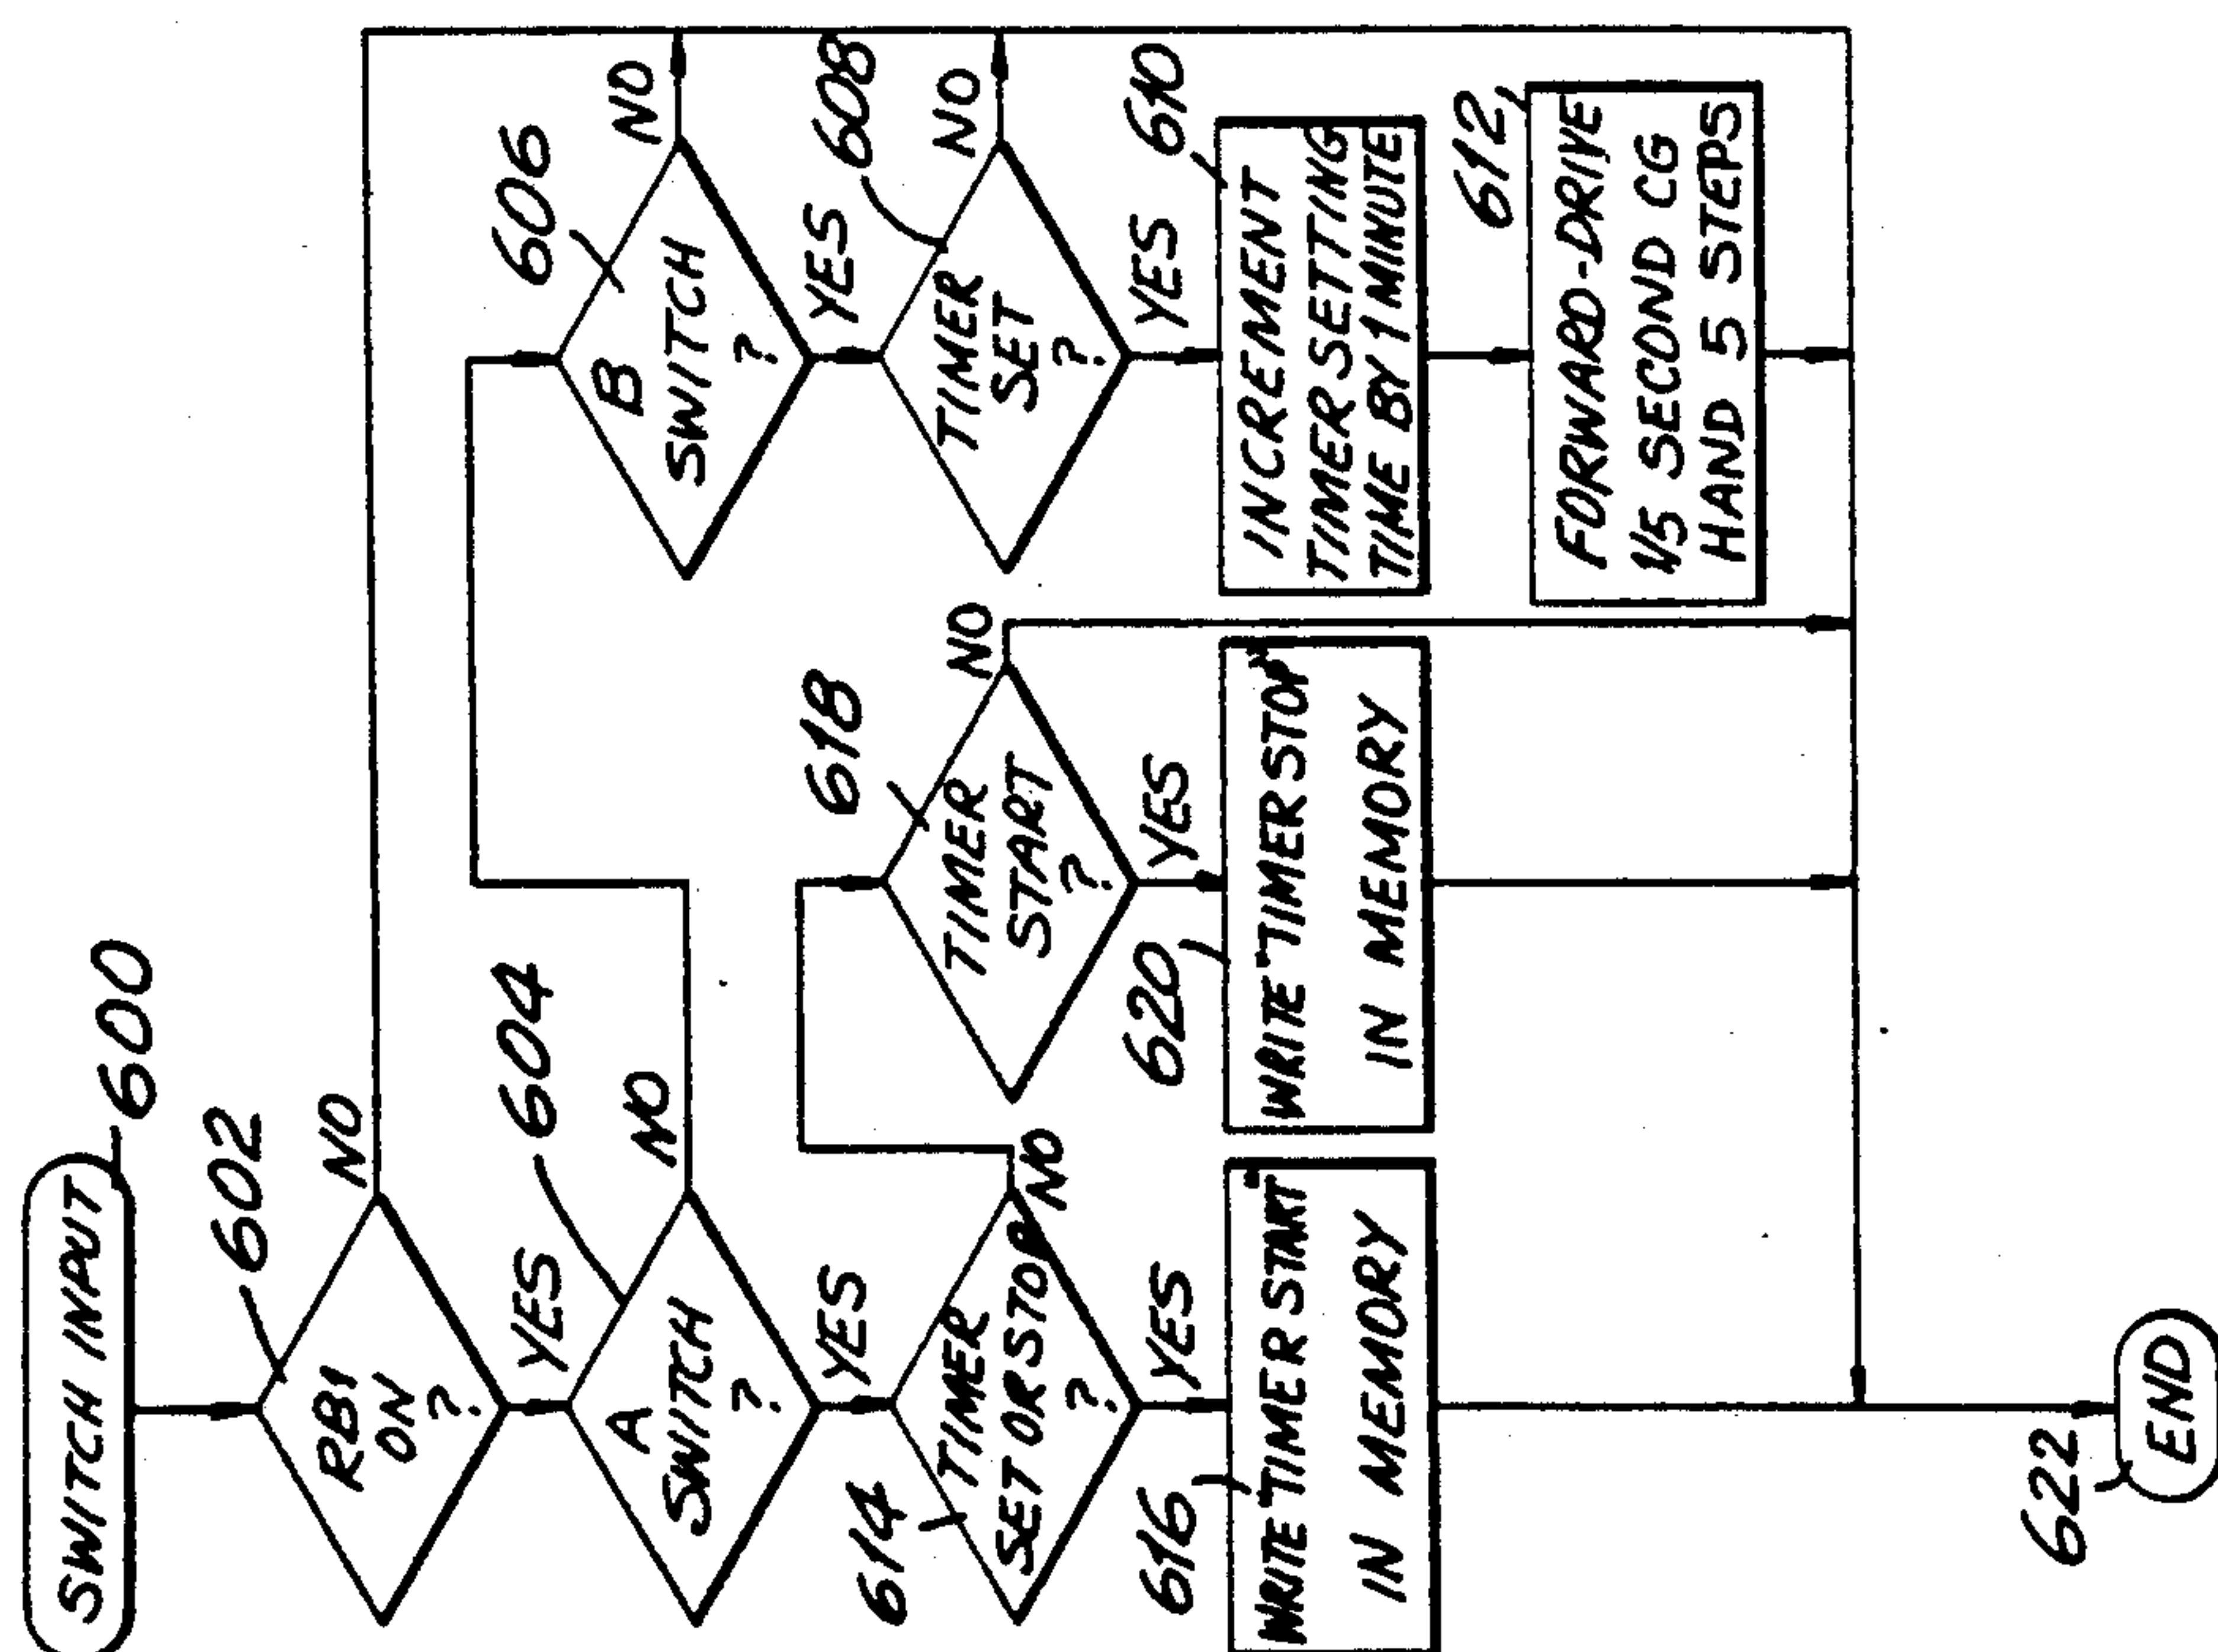 SWITCH INPUT
600
602
RB1
ON
?
NO
YES
604
A
SWITCH
?
NO
YES
606
B
SWITCH
?
NO
YES
608
TIMER
SET
?
NO
YES
610
INCREMENT
TIMER SETTING
TIME BY 1 MINUTE
612
FORWARD-DRIVE
1/5 SECOND CG
HAND 5 STEPS
614
TIMER
SET OR STOP
?
NO
YES
616
WRITE "TIMER START"
IN MEMORY
618
TIMER
START
?
NO
YES
620
WRITE "TIMER STOP"
IN MEMORY
622
END